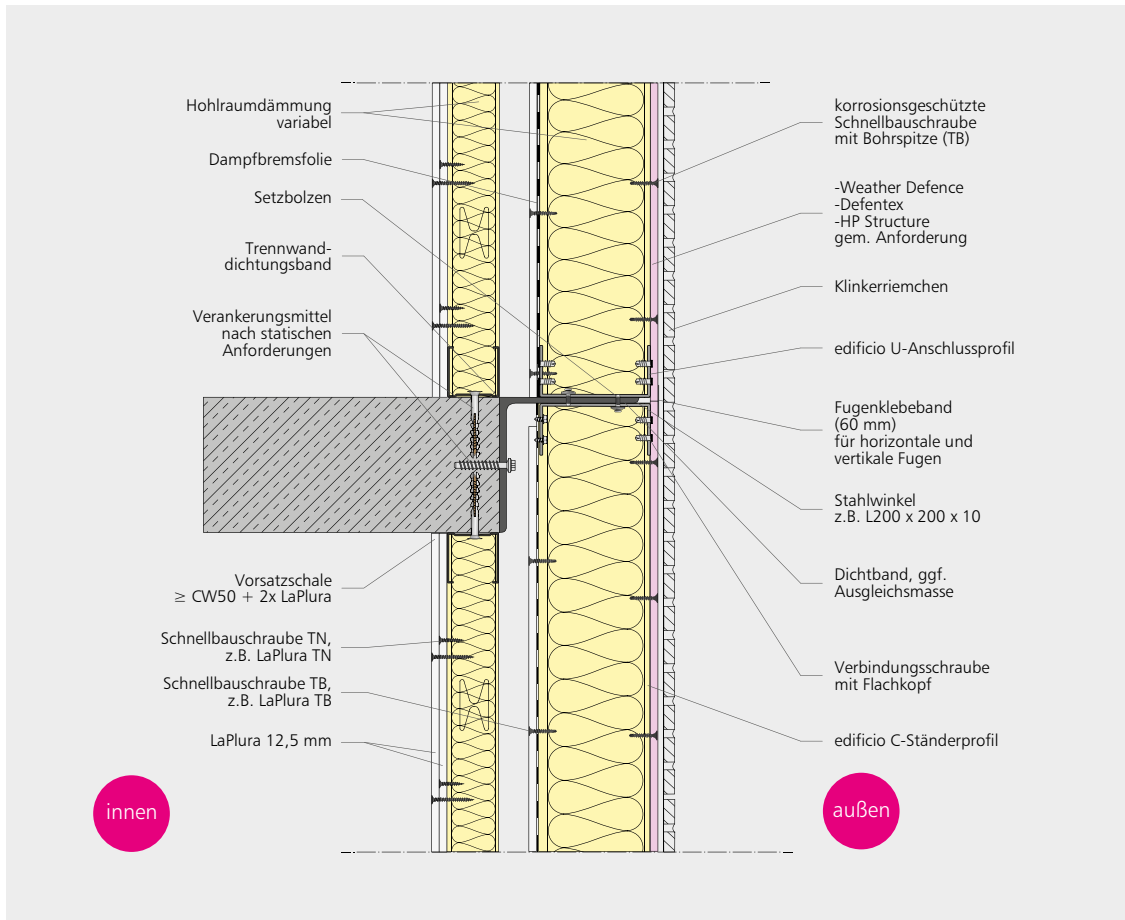 Hohlraumdämmung
variabel
Dampfbremsfolie
Setzbolzen
Trennwand-
dichtungsband
Verankerungsmittel
nach statischen
Anforderungen
Vorsatzschale
≥ CW50 + 2x LaPlura
Schnellbauschraube TN,
z.B. LaPlura TN
Schnellbauschraube TB,
z.B. LaPlura TB
LaPlura 12,5 mm
innen
korrosionsgeschützte
Schnellbauschraube
mit Bohrspitze (TB)
-Weather Defence
-Defentex
-HP Structure
gem. Anforderung
Klinkerriemchen
edificio U-Anschlussprofil
Fugenklebeband
(60 mm)
für horizontale und
vertikale Fugen
Stahlwinkel
z.B. L200 x 200 x 10
Dichtband, ggf.
Ausgleichsmasse
Verbindungsschraube
mit Flachkopf
edificio C-Ständerprofil
außen